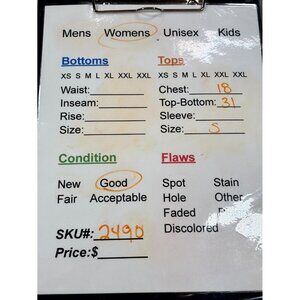 Mens Womens Unisex Kids
Bottoms Tops
XS S M L XL XXL XXL XS S M L XL XXL XXL
Waist: Chest: 18
Inseam: Top-Bottom: 31
Rise: Sleeve:
Size: Size: S
Condition Flaws
New Good Spot Stain
Fair Acceptable Hole Other
Faded
SKU#: 2490 Discolored
Price:$